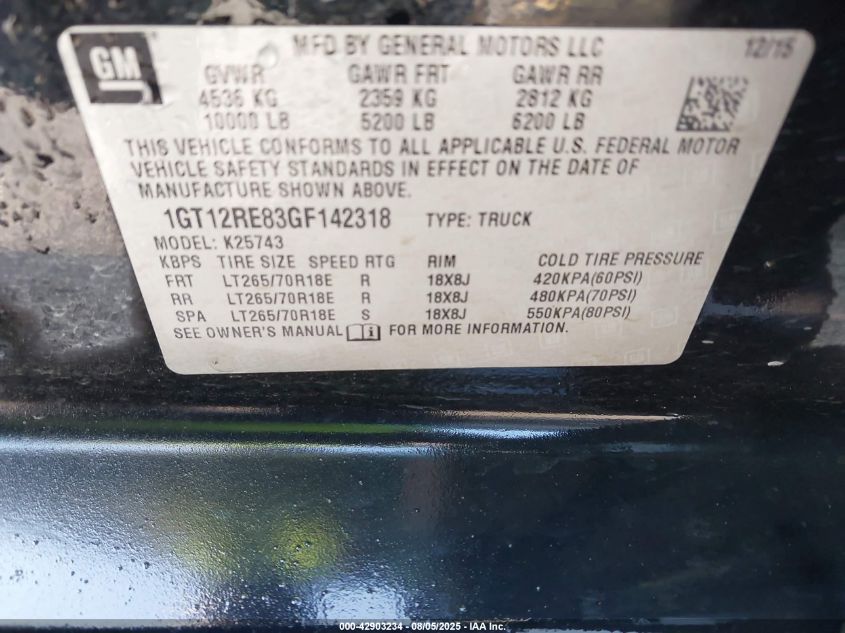 GM
MFD BY GENERAL MOTORS LLC 12/15
GVWR GAWR FRT GAWR RR
4536 KG 2359 KG 2812 KG
10000 LB 5200 LB 6200 LB
THIS VEHICLE CONFORMS TO ALL APPLICABLE U.S. FEDERAL MOTOR
VEHICLE SAFETY STANDARDS IN EFFECT ON THE DATE OF
MANUFACTURE SHOWN ABOVE.
1GT12RE83GF142318 TYPE: TRUCK
MODEL: K25743
KBPS TIRE SIZE SPEED RTG RIM COLD TIRE PRESSURE
FRT LT265/70R18E R 18X8J 420KPA(60PSI)
RR LT265/70R18E R 18X8J 480KPA(70PSI)
SPA LT265/70R18E S 18X8J 550KPA(80PSI)
SEE OWNER'S MANUAL FOR MORE INFORMATION.
000-42903234 - 08/05/2025 - IAA Inc.